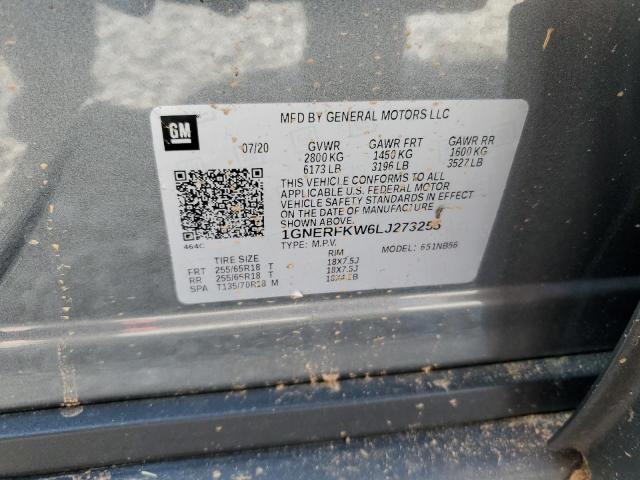 MFD BY GENERAL MOTORS LLC
GM
07/20 GVWR GAWR FRT GAWR RR
2800 KG 1450 KG 1600 KG
6173 LB 3196 LB 3527 LB
THIS VEHICLE CONFORMS TO ALL
APPLICABLE U.S. FEDERAL MOTOR
VEHICLE SAFETY STANDARDS IN EFFECT
ON THE DATE OF MANUFACTURE
SHOWN ABOVE.
464C
TYPE: M.P.V. MODEL: 651NB56
TIRE SIZE RIM
FRT 255/65R18 T 18X7.5J
RR 255/65R18 T 18X7.5J
SPA T135/70R18 M